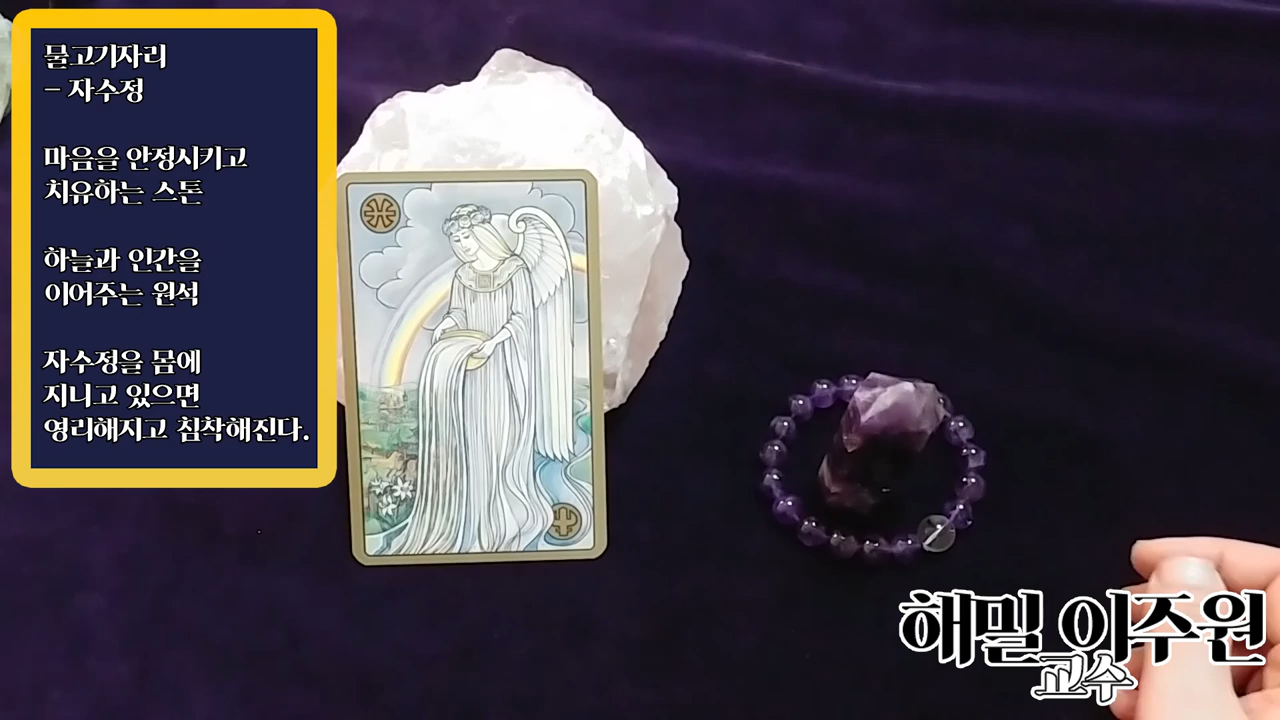 물고기자리
- 자수정
마음을 안정시키고
치유하는 스톤
하늘과 인간을
이어주는 원석
자수정을 몸에
지니고 있으면
영리해지고 침착해진다.
해밀 이주원
교수